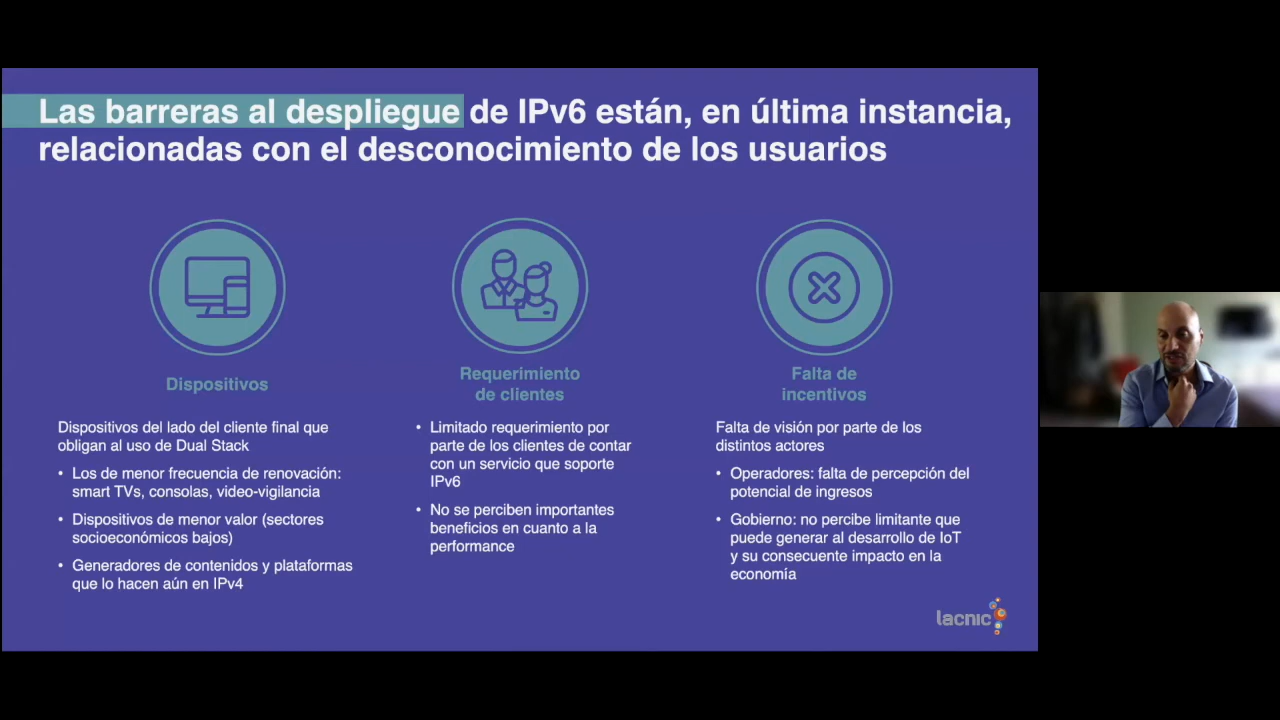 Las barreras al despliegue de IPv6 están, en última instancia,
relacionadas con el desconocimiento de los usuarios
Dispositivos
Dispositivos del lado del cliente final que
obligan al uso de Dual Stack
• Los de menor frecuencia de renovación:
smart TVs, consolas, video-vigilancia
• Dispositivos de menor valor (sectores
socioeconómicos bajos)
• Generadores de contenidos y plataformas
que lo hacen aún en IPv4
Requerimiento
de clientes
• Limitado requerimiento por
parte de los clientes de contar
con un servicio que soporte
IPv6
• No se perciben importantes
beneficios en cuanto a la
performance
Falta de
incentivos
Falta de visión por parte de los
distintos actores
• Operadores: falta de percepción del
potencial de ingresos
• Gobierno: no percibe limitante que
puede generar al desarrollo de IoT
y su consecuente impacto en la
economía
lacnic